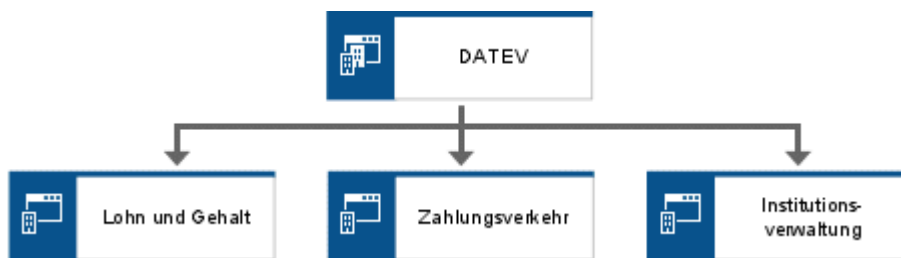 DATEV
Lohn und Gehalt
Zahlungsverkehr
Institutions-
verwaltung